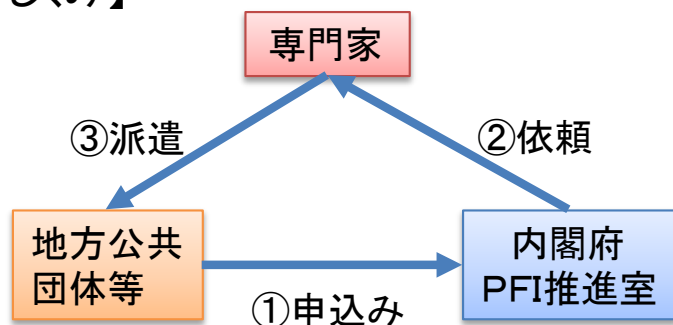 専門家
③派遣
②依頼
地方公共
団体等
内閣府
PFI推進室
①申込み